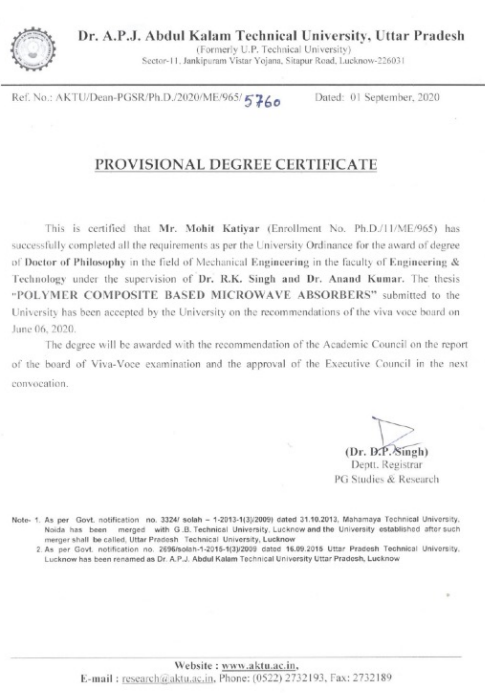 Dr. A.P.J. Abdul Kalam Technical University, Uttar Pradesh
(Formerly U.P. Technical University)
Sector-11, Jankipuram Vistar Yojana, Sitapur Road, Lucknow-226031
Ref. No.: AKTU/Dean-PGSR/Ph.D./2020/ME/965/ 5760 Dated: 01 September, 2020
PROVISIONAL DEGREE CERTIFICATE
This is certified that Mr. Mohit Katiyar (Enrollment No. Ph.D./11/ME/965) has
successfully completed all the requirements as per the University Ordinance for the award of degree
of Doctor of Philosophy in the field of Mechanical Engineering in the faculty of Engineering &
Technology under the supervision of Dr. R.K. Singh and Dr. Anand Kumar. The thesis
"POLYMER COMPOSITE BASED MICROWAVE ABSORBERS" submitted to the
University has been accepted by the University on the recommendations of the viva voce board on
June 06, 2020.
The degree will be awarded with the recommendation of the Academic Council on the report
of the board of Viva-Voce examination and the approval of the Executive Council in the next
convocation.
(Dr. D.P. Singh)
Deptt. Registrar
PG Studies & Research
Note- 1. As per Govt. notification no. 3324/ solah – 1-2013-1(3)/2009) dated 31.10.2013, Mahamaya Technical University,
Noida has been merged with G .B. Technical University, Lucknow and the University established after such
merger shall be called, Uttar Pradesh Technical University, Lucknow
2. As per Govt. notification no. 2696/solah-1-2015-1(3)/2009 dated 16.09.2015 Uttar Pradesh Technical University,
Lucknow has been renamed as Dr. A.P.J. Abdul Kalam Technical University Uttar Pradesh, Lucknow
Website : www.aktu.ac.in,
E-mail : research@aktu.ac.in, Phone: (0522) 2732193, Fax: 2732189